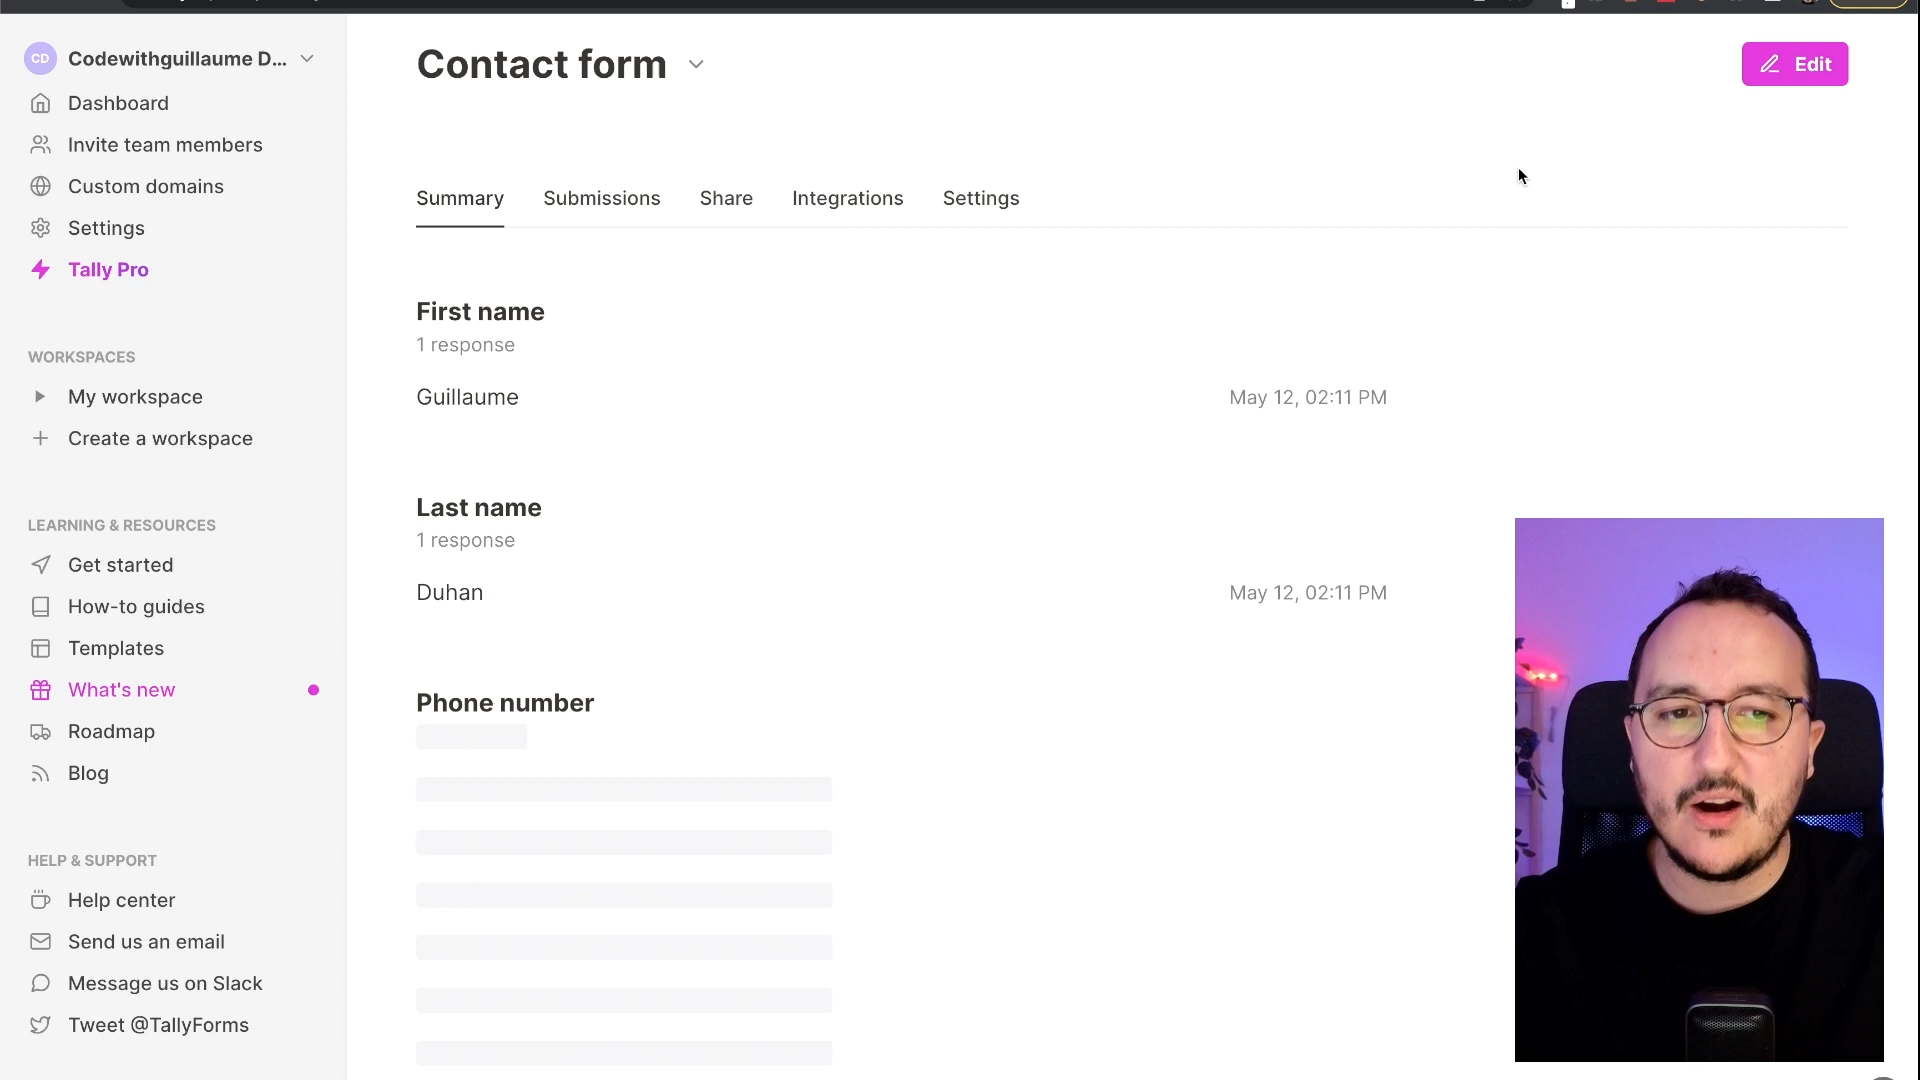 CD
Codewithguillaume D...
Dashboard
Invite team members
Custom domains
Settings
Tally Pro
WORKSPACES
My workspace
Create a workspace
LEARNING & RESOURCES
Get started
How-to guides
Templates
What's new
Roadmap
Blog
HELP & SUPPORT
Help center
Send us an email
Message us on Slack
Tweet @TallyForms
Contact form
Edit
Summary
Submissions
Share
Integrations
Settings
First name
1 response
Guillaume
May 12, 02:11 PM
Last name
1 response
Duhan
May 12, 02:11 PM
Phone number